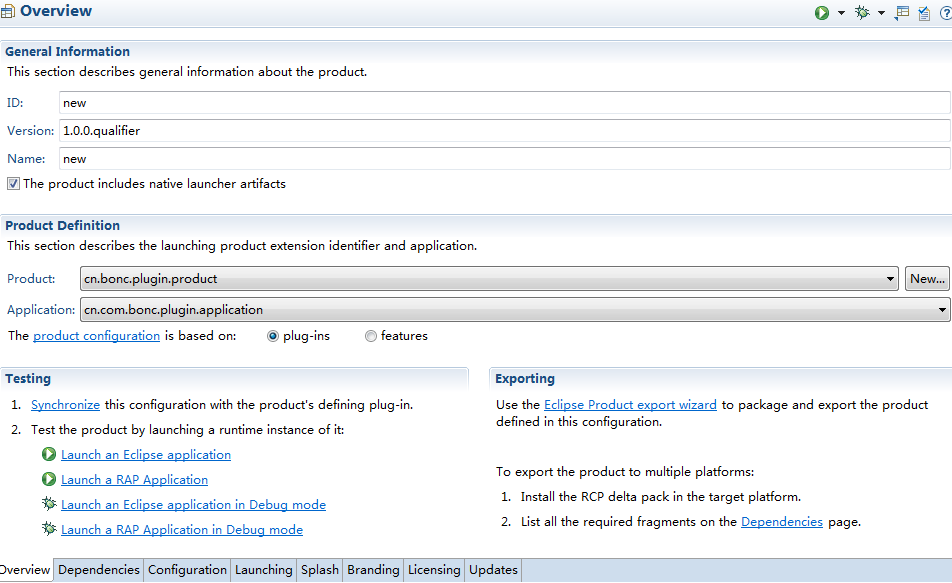 Overview
General Information
This section describes general information about the product.
ID: new
Version: 1.0.0.qualifier
Name: new
The product includes native launcher artifacts
Product Definition
This section describes the launching product extension identifier and application.
Product: cn.bonc.plugin.product New...
Application: cn.com.bonc.plugin.application
The product configuration is based on: plug-ins features
Testing
1. Synchronize this configuration with the product's defining plug-in.
2. Test the product by launching a runtime instance of it:
Launch an Eclipse application
Launch a RAP Application
Launch an Eclipse application in Debug mode
Launch a RAP Application in Debug mode
Exporting
Use the Eclipse Product export wizard to package and export the product
defined in this configuration.
To export the product to multiple platforms:
1. Install the RCP delta pack in the target platform.
2. List all the required fragments on the Dependencies page.
Overview Dependencies Configuration Launching Splash Branding Licensing Updates